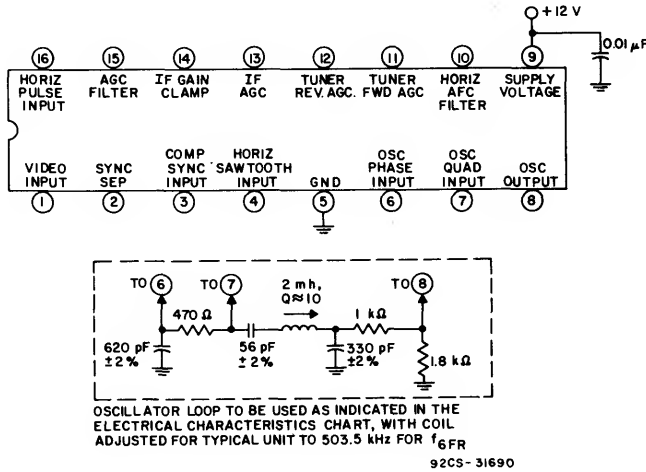 +12 V
0.01 µF
16 15 14 13 12 11 10 9
HORIZ PULSE INPUT
AGC FILTER
IF GAIN CLAMP
IF AGC
TUNER REV. AGC.
TUNER FWD AGC
HORIZ AFC FILTER
SUPPLY VOLTAGE
VIDEO INPUT
SYNC SEP
COMP SYNC INPUT
HORIZ SAWTOOTH INPUT
GND
OSC PHASE INPUT
OSC QUAD INPUT
OSC OUTPUT
1 2 3 4 5 6 7 8
TO 6
TO 7
2 mh, Q≈10
TO 8
470 Ω
1 kΩ
620 pF ±2%
56 pF ±2%
330 pF ±2%
1.8 kΩ
OSCILLATOR LOOP TO BE USED AS INDICATED IN THE
ELECTRICAL CHARACTERISTICS CHART, WITH COIL
ADJUSTED FOR TYPICAL UNIT TO 503.5 kHz FOR f6FR
92CS-31690